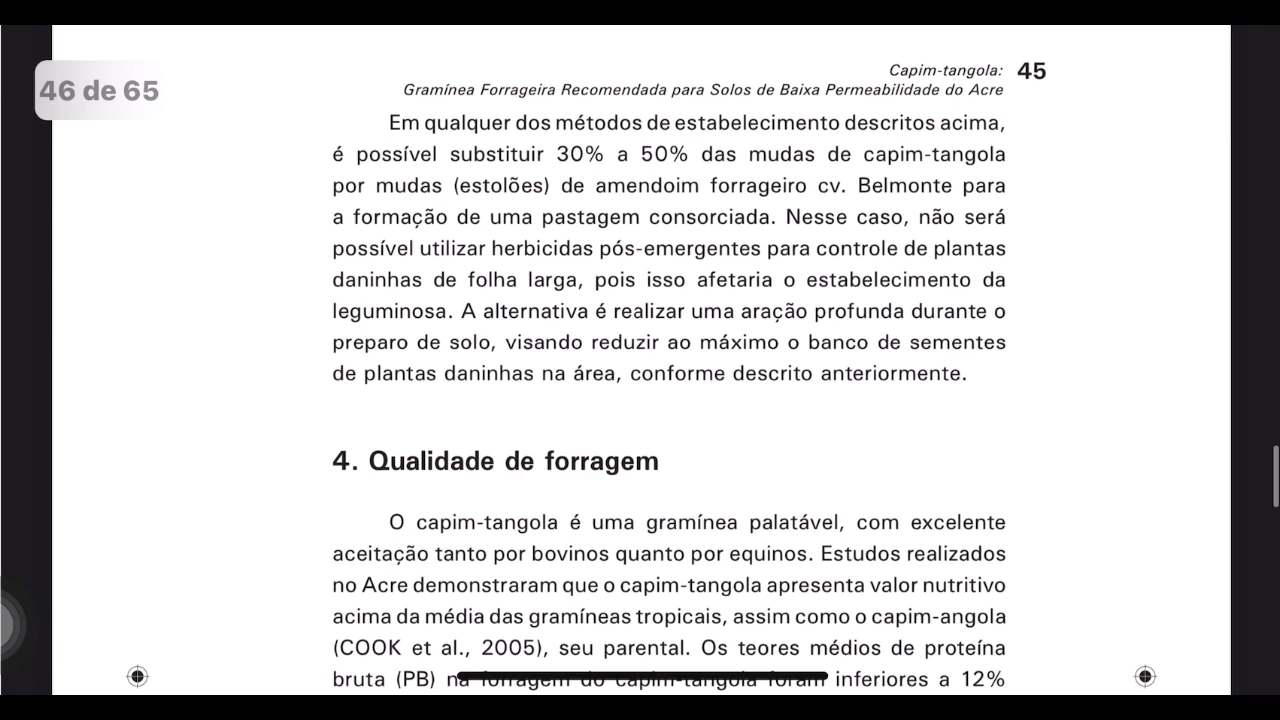 46 de 65
Capim-tangola: 45
Gramínea Forrageira Recomendada para Solos de Baixa Permeabilidade do Acre
Em qualquer dos métodos de estabelecimento descritos acima,
é possível substituir 30% a 50% das mudas de capim-tangola
por mudas (estolões) de amendoim forrageiro cv. Belmonte para
a formação de uma pastagem consorciada. Nesse caso, não será
possível utilizar herbicidas pós-emergentes para controle de plantas
daninhas de folha larga, pois isso afetaria o estabelecimento da
leguminosa. A alternativa é realizar uma aração profunda durante o
preparo de solo, visando reduzir ao máximo o banco de sementes
de plantas daninhas na área, conforme descrito anteriormente.
4. Qualidade de forragem
O capim-tangola é uma gramínea palatável, com excelente
aceitação tanto por bovinos quanto por equinos. Estudos realizados
no Acre demonstraram que o capim-tangola apresenta valor nutritivo
acima da média das gramíneas tropicais, assim como o capim-angola
(COOK et al., 2005), seu parental. Os teores médios de proteína
bruta (PB) na forragem do capim-tangola foram inferiores a 12%